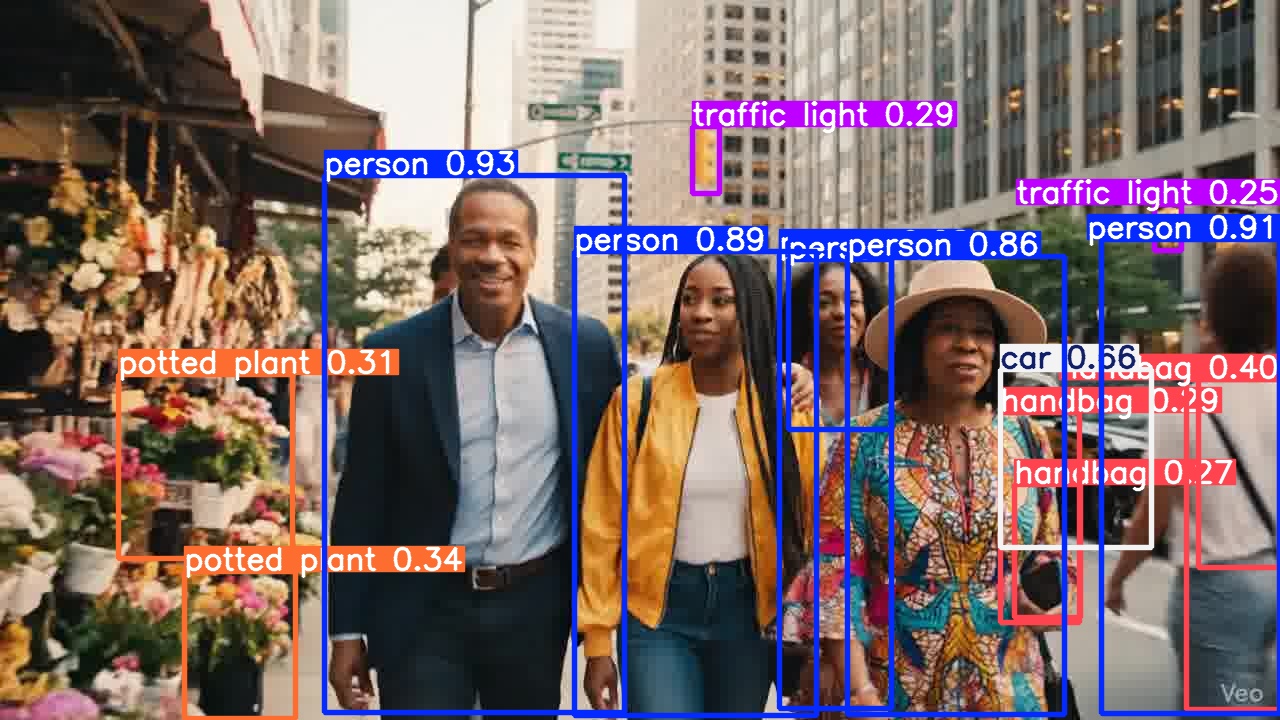 traffic light 0.29
person 0.93
traffic light 0.25
person 0.89
person 0.86
person 0.91
potted plant 0.31
car 0.66
handbag 0.40
handbag 0.29
handbag 0.27
potted plant 0.34
Veo